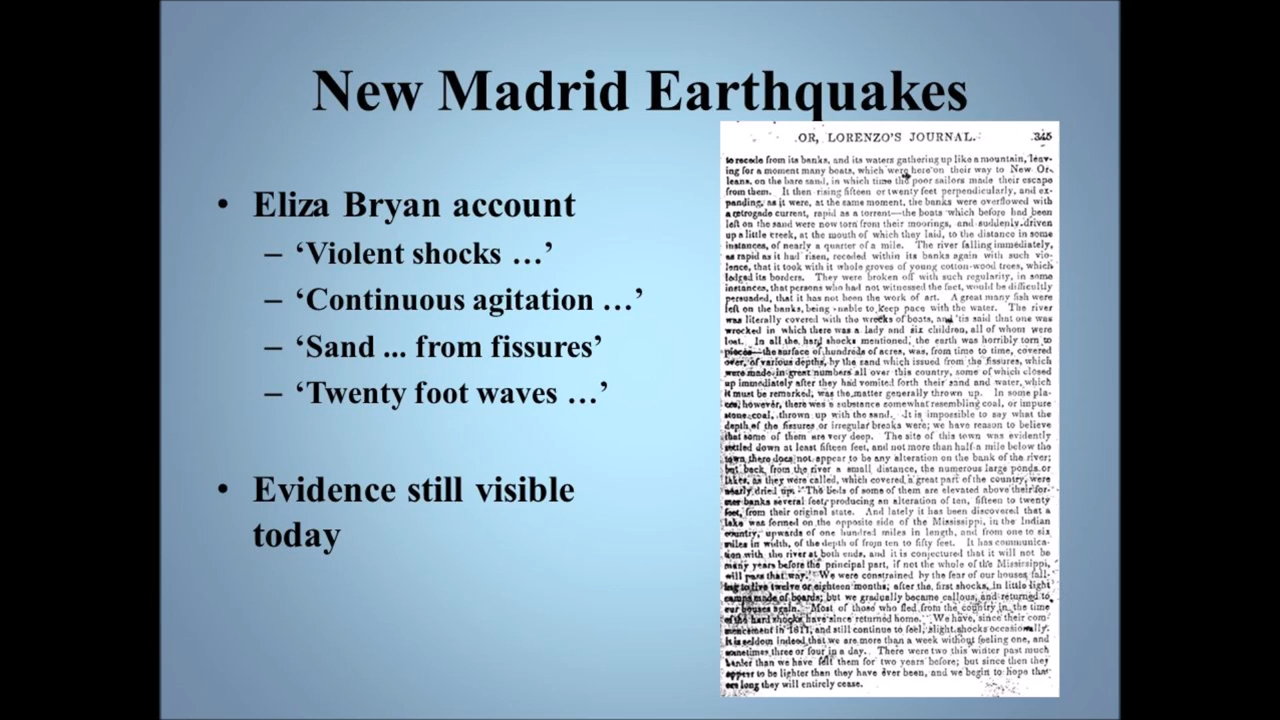 New Madrid Earthquakes
• Eliza Bryan account
– ‘Violent shocks …’
– ‘Continuous agitation …’
– ‘Sand ... from fissures’
– ‘Twenty foot waves …’
• Evidence still visible
today
OR, LORENZO'S JOURNAL. 345
to recede from its banks, and its waters gathering up like a mountain, leav-
ing for a moment many boats, which were here on their way to New Or-
leans, on the bare sand, in which time the poor sailors made their escape
from them. It then rising fifteen or twenty feet perpendicularly, and ex-
panding, as it were, at the same moment, the banks were overflowed with
a retrogade current, rapid as a torrent—the boats which before had been
left on the sand were now torn from their moorings, and suddenly driven
up a little creek, at the mouth of which they laid, to the distance in some
instances, of nearly a quarter of a mile. The river falling immediately,
as rapid as it had risen, receded within its banks again with such vio-
lence, that it took with it whole groves of young cotton-wood trees, which
lodged its borders. They were broken off with such regularity, in some
instances, that persons who had not witnessed the fact, would be difficultly
persuaded, that it has not been the work of art. A great many fish were
left on the banks, being nable to keep pace with the water. The river
was literally covered with the wrecks of boats, and 'tis said that one was
wrecked in which there was a lady and six children, all of whom were
lost. In all the hard shocks mentioned, the earth was horribly torn to
pieces—the surface of hundreds of acres, was, from time to time, covered
over, of various depths, by the sand which issued from the fissures, which
were made in great numbers all over this country, some of which closed
up immediately after they had vomited forth their sand and water, which
it must be remarked, was the matter generally thrown up. In some pla-
ces, however, there was a substance somewhat resembling coal, or impure
stone coal, thrown up with the sand. It is impossible to say what the
depth of the fissures or irregular breaks were; we have reason to believe
that some of them are very deep. The site of this town was evidently
settled down at least fifteen feet, and not more than half a mile below the
town there does not appear to be any alteration on the bank of the river;
but back from the river a small distance, the numerous large ponds or
lakes, as they were called, which covered a great part of the country, were
nearly dried up. The beds of some of them are elevated above their for-
mer banks several feet, producing an alteration of ten, fifteen to twenty
feet, from their original state. And lately it has been discovered that a
lake was formed on the opposite side of the Mississippi, in the Indian
country, upwards of one hundred miles in length, and from one to six
miles in width, of the depth of from ten to fifty feet. It has communica-
tion with the river at both ends, and it is conjectured that it will not be
many years before the principal part, if not the whole of the Mississippi,
will pass that way. We were constrained by the fear of our houses fall-
ing to live twelve or eighteen months, after the first shocks, in little light
camps made of boards; but we gradually became callous, and returned to
our houses again. Most of those who fled from the country in the time
of the hard shocks have since returned home. We have, since their com-
mencement in 1811, and still continue to feel, slight shocks occasionally.
It is seldom indeed that we are more than a week without feeling one, and
sometimes three or four in a day. There were two this winter past much
harder than we have felt them for two years before; but since then they
appear to be lighter than they have ever been, and we begin to hope that
ere long they will entirely cease.